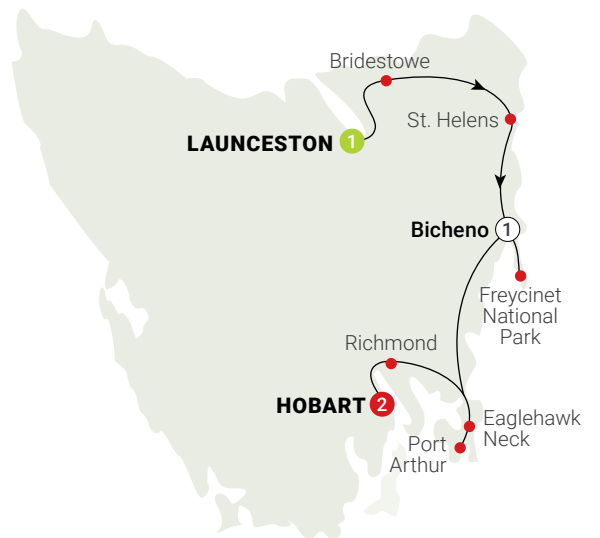 Bridestowe
St. Helens
LAUNCESTON 1
Bicheno 1
Freycinet
National
Park
Richmond
HOBART 2
Eaglehawk
Neck
Port
Arthur